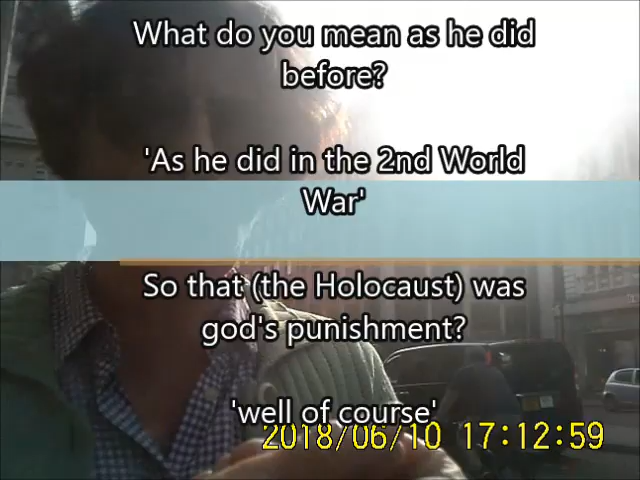 What do you mean as he did
before?
'As he did in the 2nd World
War'
So that (the Holocaust) was
god's punishment?
'well of course'
2018/06/10 17:12:59